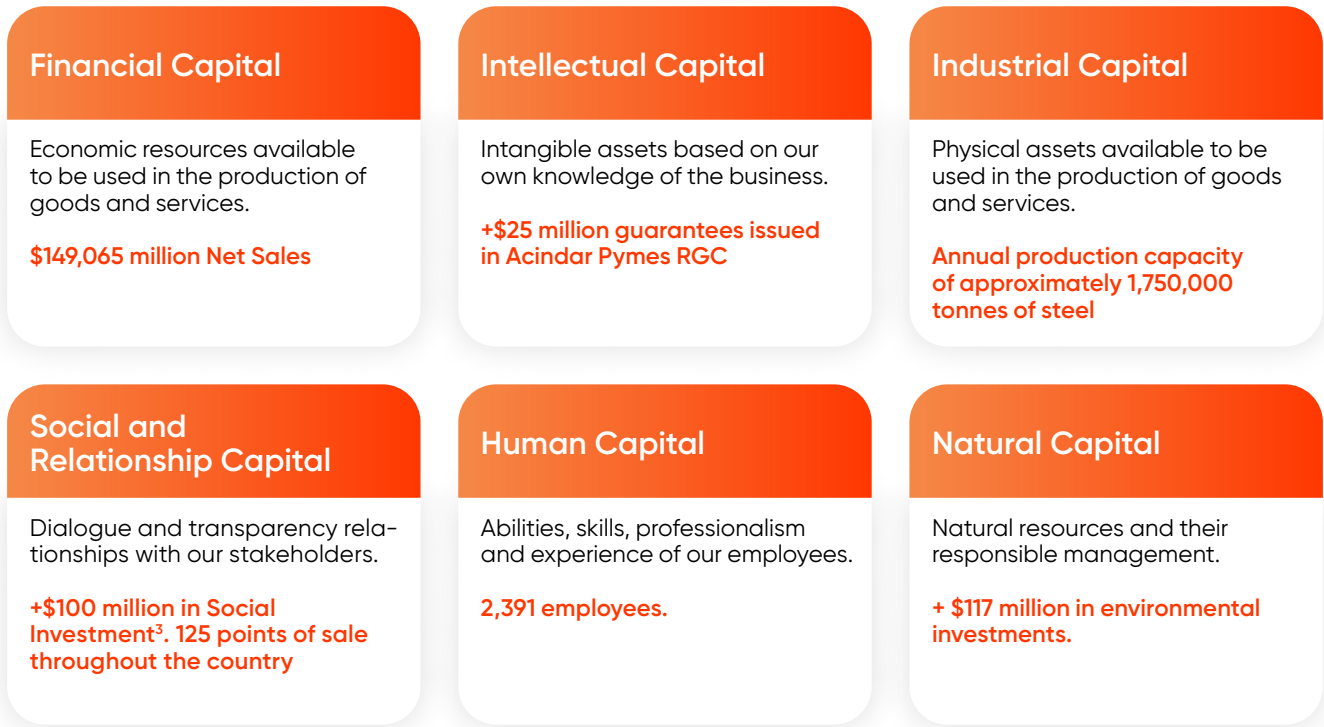 Financial Capital
Economic resources available
to be used in the production of
goods and services.
$149,065 million Net Sales
Intellectual Capital
Intangible assets based on our
own knowledge of the business.
+$25 million guarantees issued
in Acindar Pymes RGC
Industrial Capital
Physical assets available to be
used in the production of goods
and services.
Annual production capacity
of approximately 1,750,000
tonnes of steel
Social and
Relationship Capital
Dialogue and transparency rela-
tionships with our stakeholders.
+$100 million in Social
Investment³. 125 points of sale
throughout the country
Human Capital
Abilities, skills, professionalism
and experience of our employees.
2,391 employees.
Natural Capital
Natural resources and their
responsible management.
+ $117 million in environmental
investments.